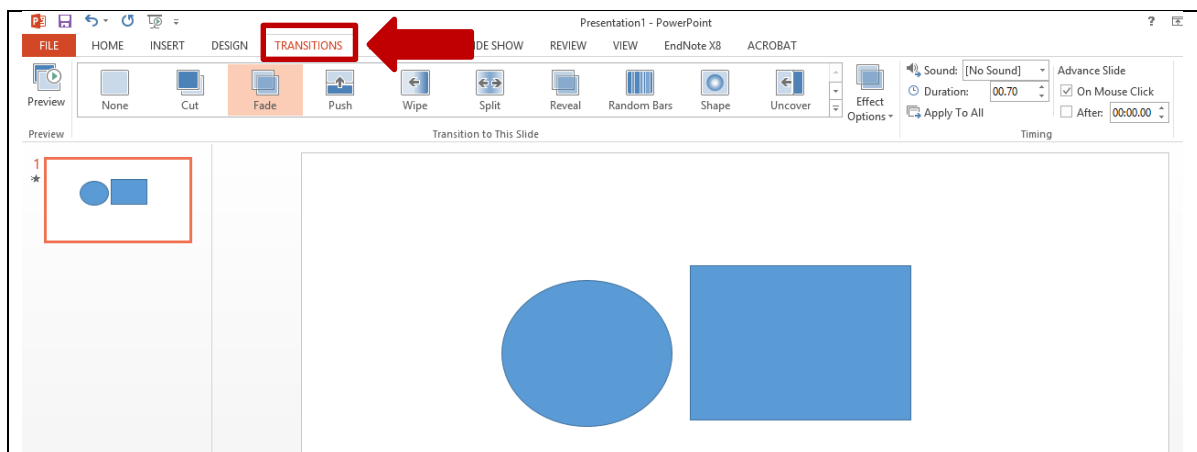 Presentation1 - PowerPoint ?
FILE HOME INSERT DESIGN TRANSITIONS SHOW REVIEW VIEW EndNote X8 ACROBAT
Preview None Cut Fade Push Wipe Split Reveal Random Bars Shape Uncover Effect Options
Sound: [No Sound] Advance Slide
Duration: 00.70 On Mouse Click
Apply To All After: 00:00.00
Preview Transition to This Slide Timing
1